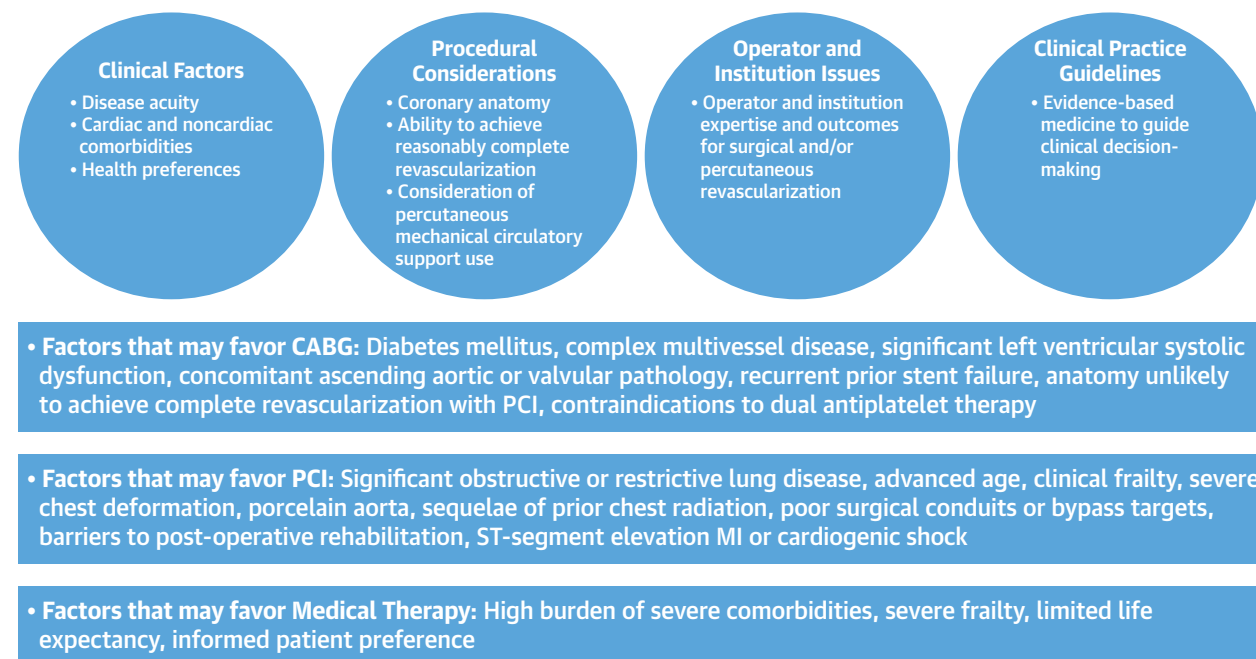 Clinical Factors
• Disease acuity
• Cardiac and noncardiac
comorbidities
• Health preferences
Procedural
Considerations
• Coronary anatomy
• Ability to achieve
reasonably complete
revascularization
• Consideration of
percutaneous
mechanical circulatory
support use
Operator and
Institution Issues
• Operator and institution
expertise and outcomes
for surgical and/or
percutaneous
revascularization
Clinical Practice
Guidelines
• Evidence-based
medicine to guide
clinical decision-
making
• Factors that may favor CABG: Diabetes mellitus, complex multivessel disease, significant left ventricular systolic
dysfunction, concomitant ascending aortic or valvular pathology, recurrent prior stent failure, anatomy unlikely
to achieve complete revascularization with PCI, contraindications to dual antiplatelet therapy
• Factors that may favor PCI: Significant obstructive or restrictive lung disease, advanced age, clinical frailty, severe
chest deformation, porcelain aorta, sequelae of prior chest radiation, poor surgical conduits or bypass targets,
barriers to post-operative rehabilitation, ST-segment elevation MI or cardiogenic shock
• Factors that may favor Medical Therapy: High burden of severe comorbidities, severe frailty, limited life
expectancy, informed patient preference